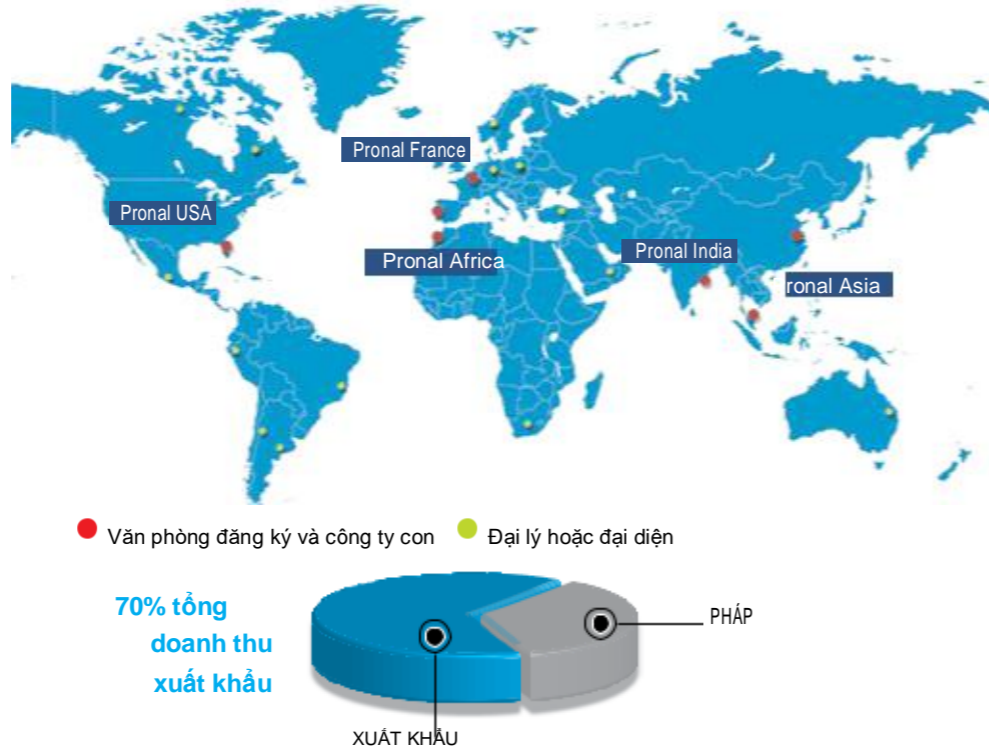 Pronal France
Pronal USA
Pronal Africa
Pronal India
ronal Asia
Văn phòng đăng ký và công ty con
Đại lý hoặc đại diện
70% tổng
doanh thu
xuất khẩu
PHÁP
XUẤT KHẨU